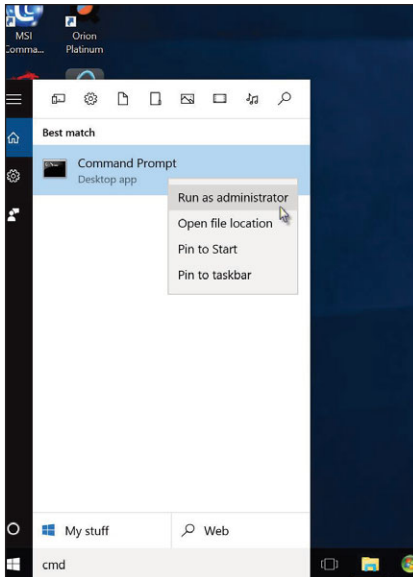 MSI
Comma...
Orion
Platinum
Best match
Command Prompt
Desktop app
Run as administrator
Open file location
Pin to Start
Pin to taskbar
My stuff
Web
cmd